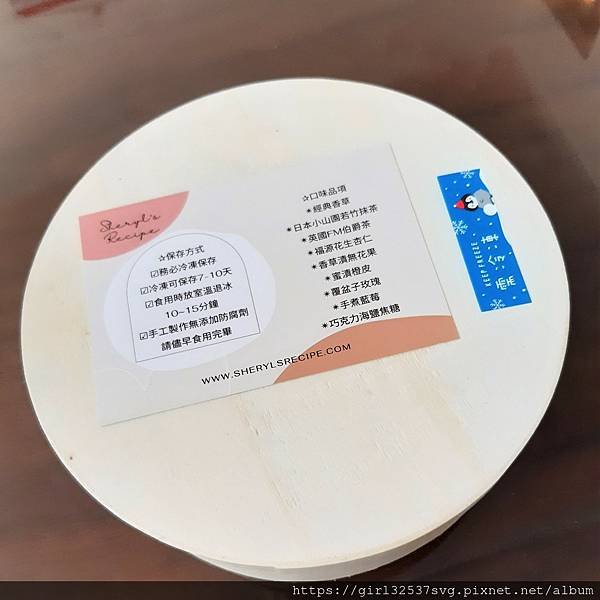 Sheryl's
Recipe
✰保存方式
☑務必冷凍保存
☑冷凍可保存7-10天
☑食用時放室溫退冰
10~15分鐘
☑手工製作無添加防腐劑
請儘早食用完畢
✰口味品項
✶經典香草
✶日本小山園若竹抹茶
✶英國FM伯爵茶
✶福源花生杏仁
✶香草漬無花果
✶蜜漬橙皮
✶覆盆子玫瑰
✶手煮藍莓
✶巧克力海鹽焦糖
WWW.SHERYLSRECIPE.COM
KEEP FREEZE
要冷凍
https://girl32537svg.pixnet.net/album